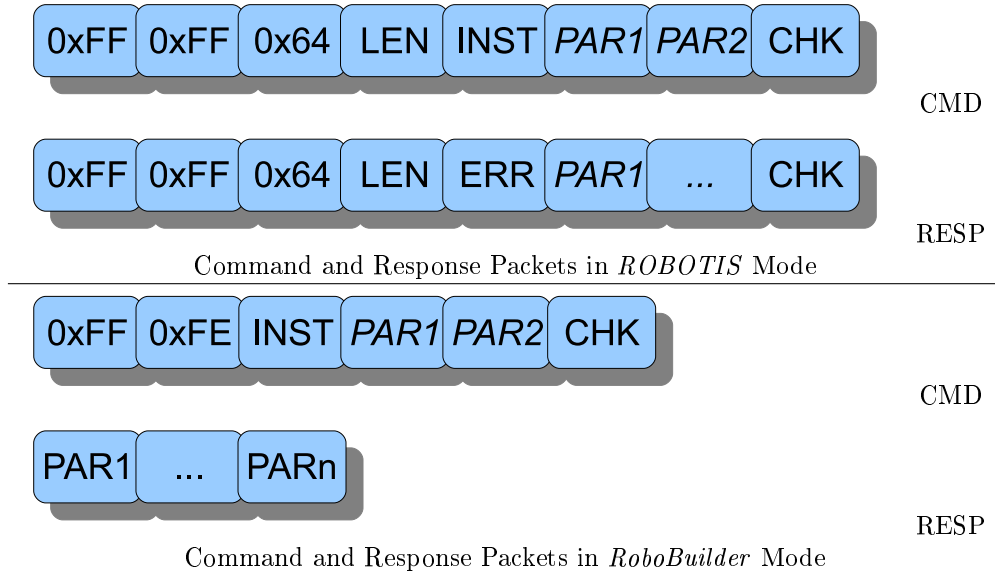 0xFF 0xFF 0x64 LEN INST PAR1 PAR2 CHK
CMD
0xFF 0xFF 0x64 LEN ERR PAR1 ... CHK
RESP
Command and Response Packets in ROBOTIS Mode
0xFF 0xFE INST PAR1 PAR2 CHK
CMD
PAR1 ... PARn
RESP
Command and Response Packets in RoboBuilder Mode